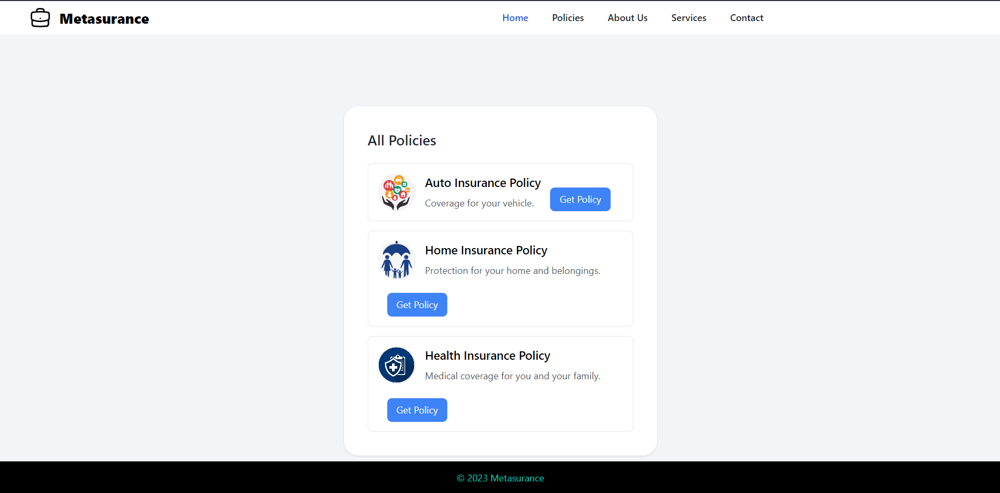 Metasurance
Home Policies About Us Services Contact
All Policies
Auto Insurance Policy
Coverage for your vehicle.
Get Policy
Home Insurance Policy
Protection for your home and belongings.
Get Policy
Health Insurance Policy
Medical coverage for you and your family.
Get Policy
© 2023 Metasurance